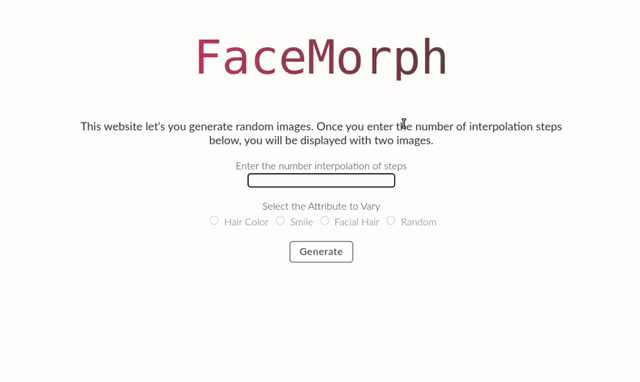 FaceMorph
This website let's you generate random images. Once you enter the number of interpolation steps
below, you will be displayed with two images.
Enter the number interpolation of steps
Select the Attribute to Vary
Hair Color Smile Facial Hair Random
Generate